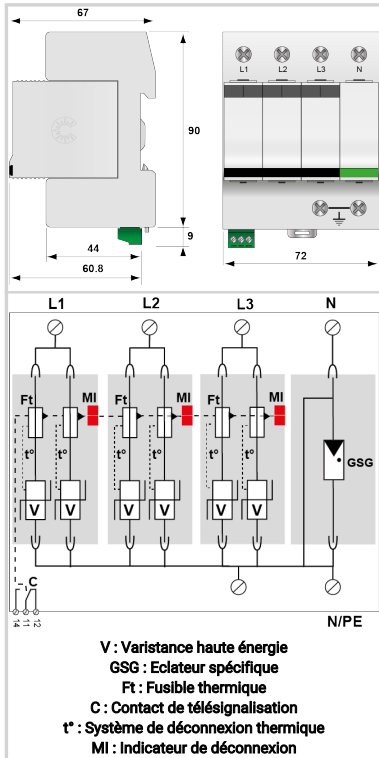 67
L1 L2 L3 N
90
9
44
60.8
72
L1 L2 L3 N
Ft MI Ft MI Ft MI
GSG
t° t° t° t° t° t°
V V V V V V
C
14 11 12
N/PE
V : Varistance haute énergie
GSG : Eclateur spécifique
Ft : Fusible thermique
C : Contact de télésignalisation
t° : Système de déconnexion thermique
MI : Indicateur de déconnexion